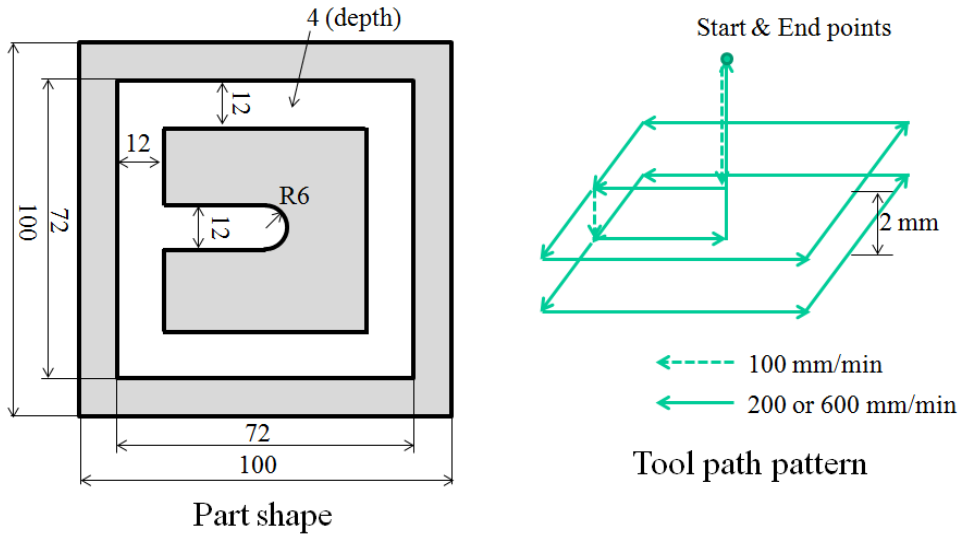 4 (depth)
12
12
R6
12
72
100
72
100
Part shape
Start & End points
2 mm
100 mm/min
200 or 600 mm/min
Tool path pattern